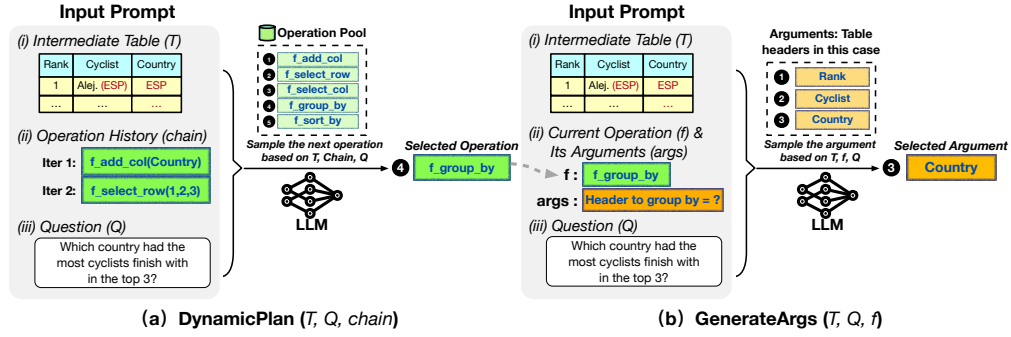 Input Prompt
(i) Intermediate Table (T)
Rank Cyclist Country
1 Alej. (ESP) ESP
... ... ...
(ii) Operation History (chain)
Iter 1: f_add_col(Country)
Iter 2: f_select_row(1,2,3)
(iii) Question (Q)
Which country had the
most cyclists finish with
in the top 3?
Operation Pool
1 f_add_col
2 f_select_row
3 f_select_col
4 f_group_by
5 f_sort_by
Sample the next operation
based on T, Chain, Q
LLM
Selected Operation
4 f_group_by
(a) DynamicPlan (T, Q, chain)
Input Prompt
(i) Intermediate Table (T)
Rank Cyclist Country
1 Alej. (ESP) ESP
... ... ...
(ii) Current Operation (f) &
Its Arguments (args)
f : f_group_by
args : Header to group by = ?
(iii) Question (Q)
Which country had the
most cyclists finish with
in the top 3?
Arguments: Table
headers in this case
1 Rank
2 Cyclist
3 Country
Sample the argument
based on T, f, Q
LLM
Selected Argument
3 Country
(b) GenerateArgs (T, Q, f)